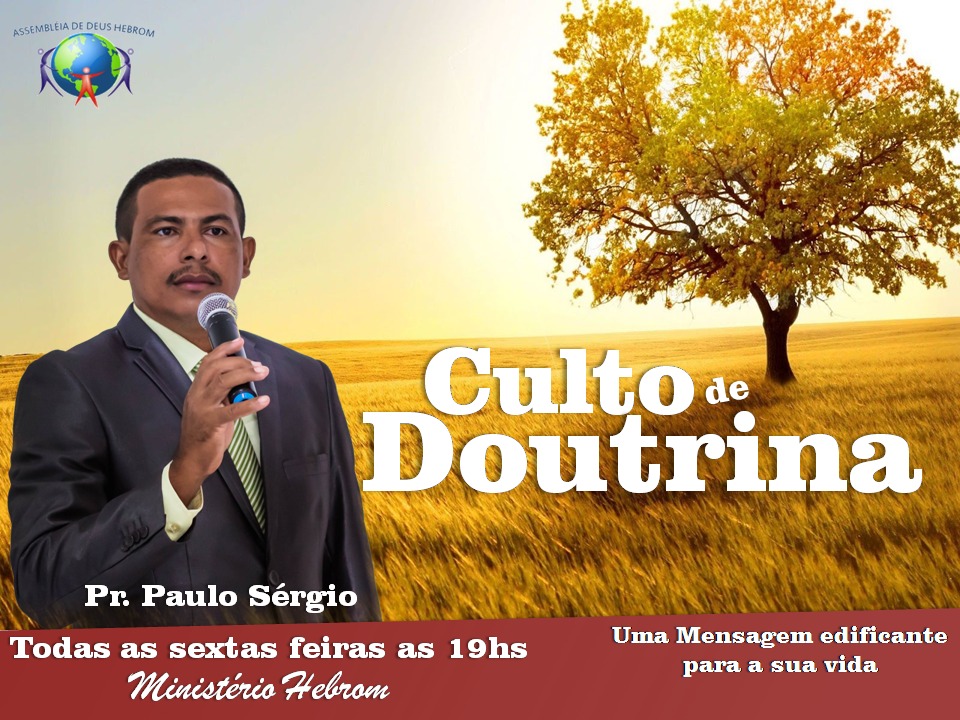 ASSEMBLÉIA DE DEUS HEBROM
Culto de
Doutrina
Pr. Paulo Sérgio
Todas as sextas feiras as 19hs
Ministério Hebrom
Uma Mensagem edificante
para a sua vida